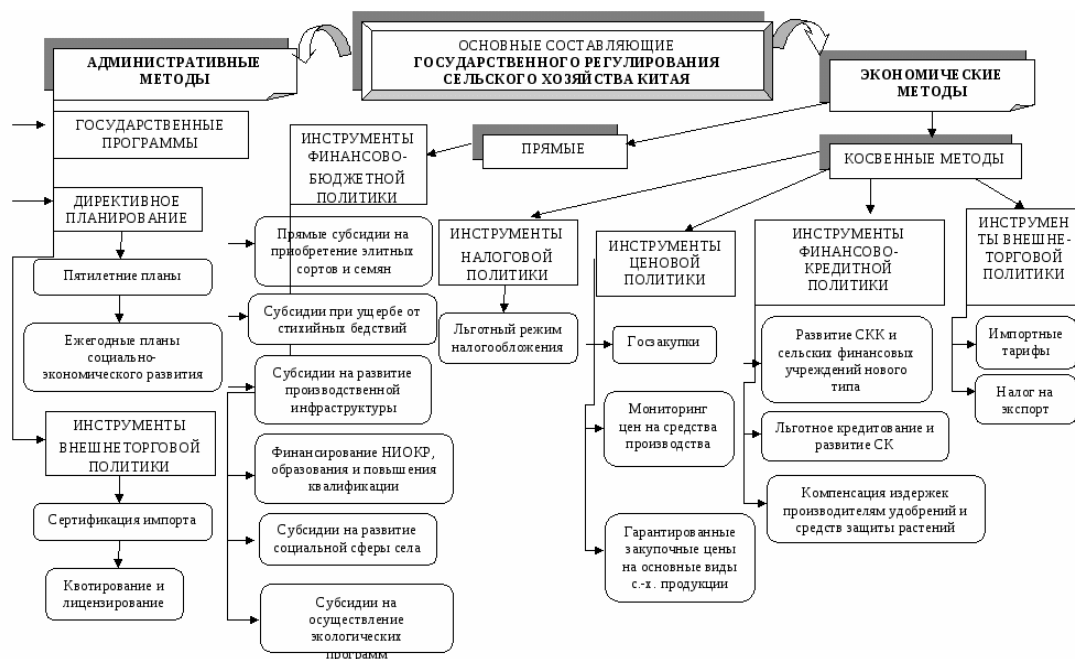 ОСНОВНЫЕ СОСТАВЛЯЮЩИЕ
ГОСУДАРСТВЕННОГО РЕГУЛИРОВАНИЯ
СЕЛЬСКОГО ХОЗЯЙСТВА КИТАЯ
АДМИНИСТРАТИВНЫЕ
МЕТОДЫ
ГОСУДАРСТВЕННЫЕ
ПРОГРАММЫ
ДИРЕКТИВНОЕ
ПЛАНИРОВАНИЕ
Пятилетние планы
Ежегодные планы
социально-
экономического развития
ИНСТРУМЕНТЫ
ВНЕШНЕТОРГОВОЙ
ПОЛИТИКИ
Сертификация импорта
Квотирование и
лицензирование
ЭКОНОМИЧЕСКИЕ
МЕТОДЫ
ПРЯМЫЕ
ИНСТРУМЕНТЫ
ФИНАНСОВО-
БЮДЖЕТНОЙ
ПОЛИТИКИ
Прямые субсидии на
приобретение элитных
сортов и семян
Субсидии при ущербе от
стихийных бедствий
Субсидии на развитие
производственной
инфраструктуры
Финансирование НИОКР,
образования и повышения
квалификации
Субсидии на развитие
социальной сферы села
Субсидии на
осуществление
экологических
программ
КОСВЕННЫЕ МЕТОДЫ
ИНСТРУМЕНТЫ
НАЛОГОВОЙ
ПОЛИТИКИ
Льготный режим
налогообложения
ИНСТРУМЕНТЫ
ЦЕНОВОЙ
ПОЛИТИКИ
Госзакупки
Мониторинг
цен на средства
производства
Гарантированные
закупочные цены
на основные виды
с.-х. продукции
ИНСТРУМЕНТЫ
ФИНАНСОВО-
КРЕДИТНОЙ
ПОЛИТИКИ
Развитие СКК и
сельских финансовых
учреждений нового
типа
Льготное кредитование и
развитие СК
Компенсация издержек
производителям удобрений и
средств защиты растений
ИНСТРУМЕН
ТЫ ВНЕШНЕ-
ТОРГОВОЙ
ПОЛИТИКИ
Импортные
тарифы
Налог на
экспорт